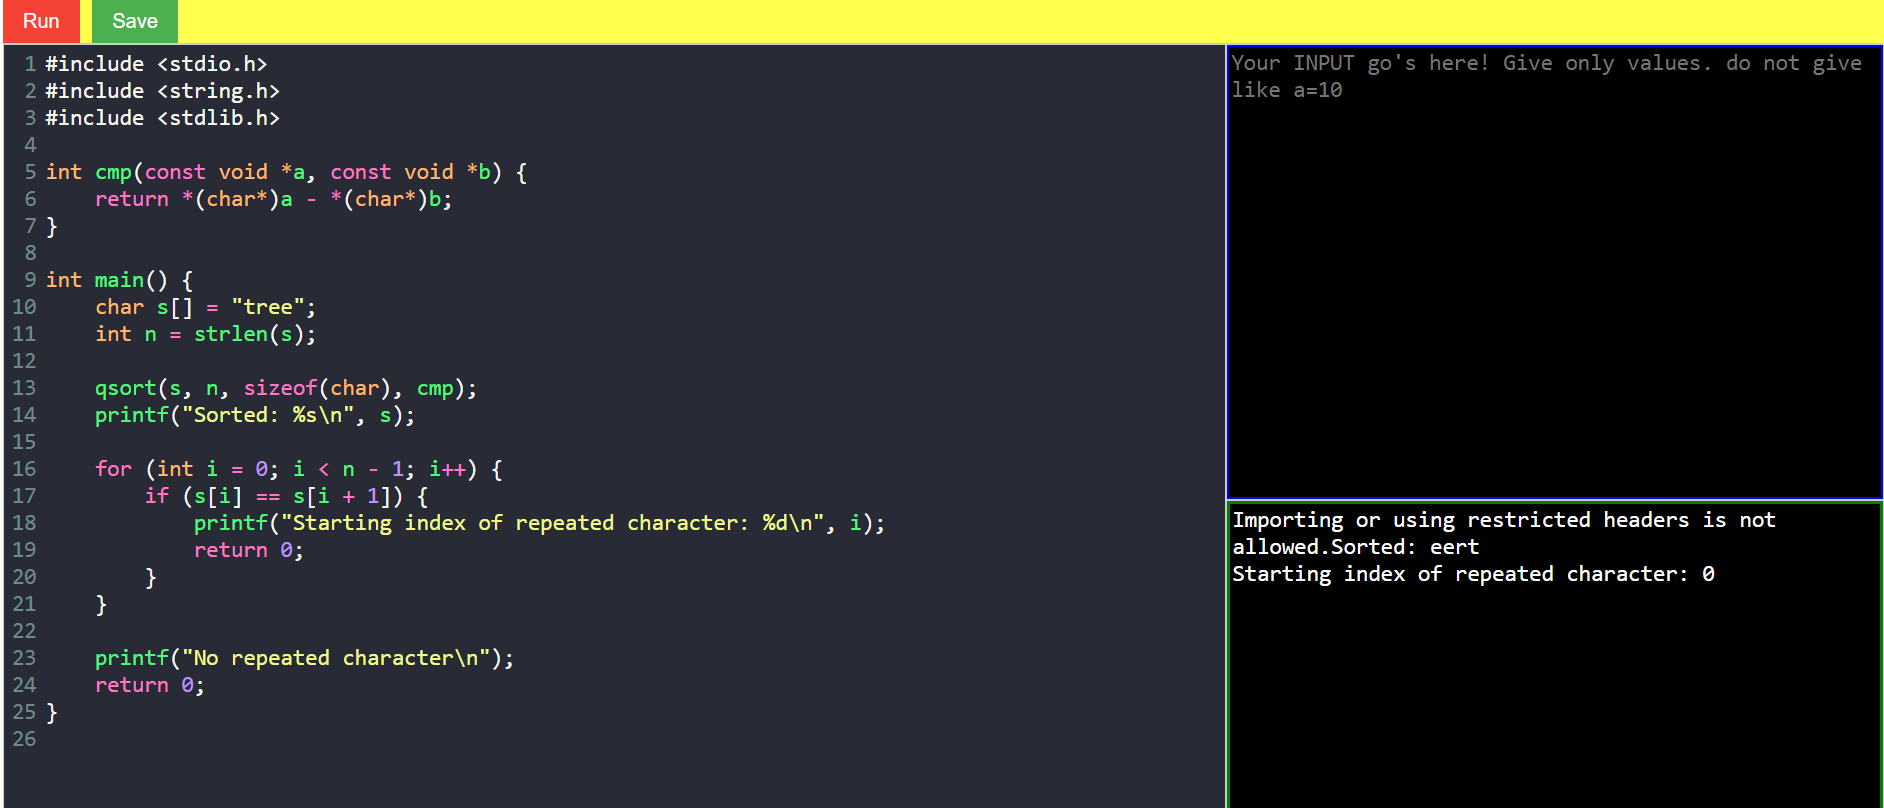 Run Save
1 #include <stdio.h>
2 #include <string.h>
3 #include <stdlib.h>
4
5 int cmp(const void *a, const void *b) {
6     return *(char*)a - *(char*)b;
7 }
8
9 int main() {
10     char s[] = "tree";
11     int n = strlen(s);
12
13     qsort(s, n, sizeof(char), cmp);
14     printf("Sorted: %s\n", s);
15
16     for (int i = 0; i < n - 1; i++) {
17         if (s[i] == s[i + 1]) {
18             printf("Starting index of repeated character: %d\n", i);
19             return 0;
20         }
21     }
22
23     printf("No repeated character\n");
24     return 0;
25 }
26
Your INPUT go's here! Give only values. do not give
like a=10
Importing or using restricted headers is not
allowed.Sorted: eert
Starting index of repeated character: 0